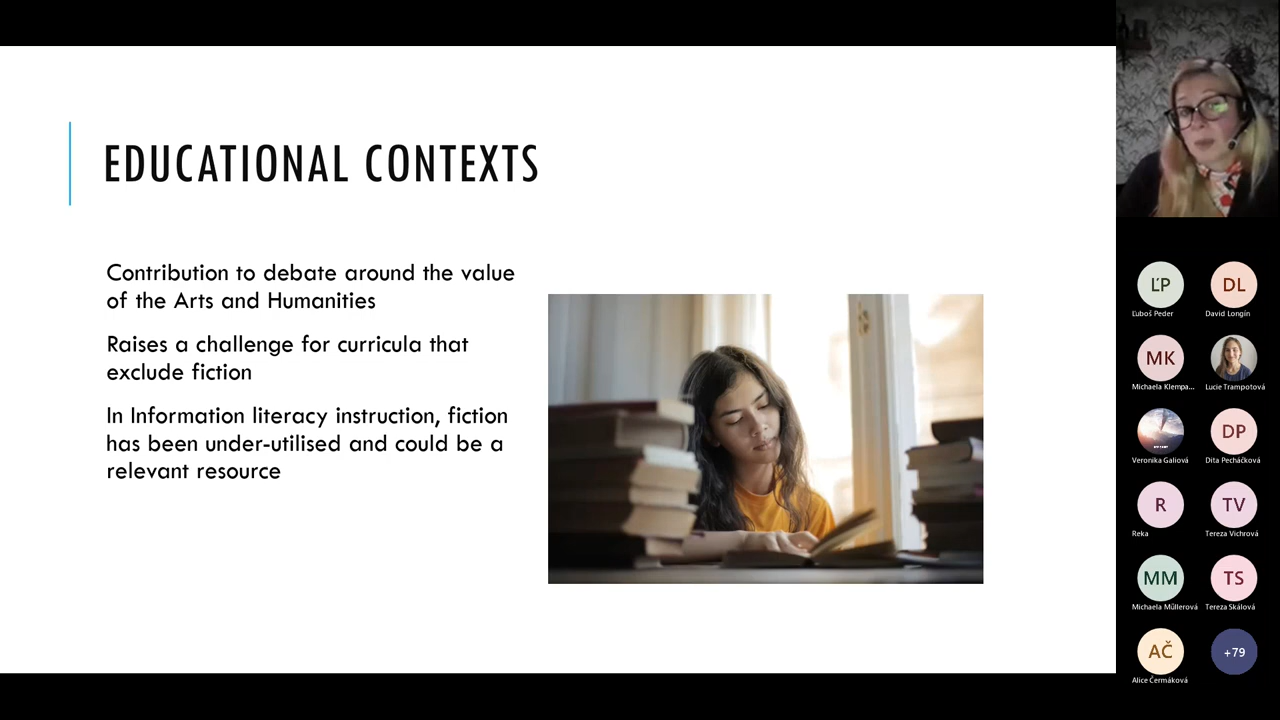 EDUCATIONAL CONTEXTS
Contribution to debate around the value
of the Arts and Humanities
Raises a challenge for curricula that
exclude fiction
In Information literacy instruction, fiction
has been under-utilised and could be a
relevant resource
ĽP
DL
Ľuboš Peder
David Longín
MK
Michaela Klempa...
Lucie Trampotová
DP
Veronika Galiová
Dita Pecháčková
R
TV
Reka
Tereza Vichrová
MM
TS
Michaela Müllerová
Tereza Skálová
AČ
+79
Alice Čermáková